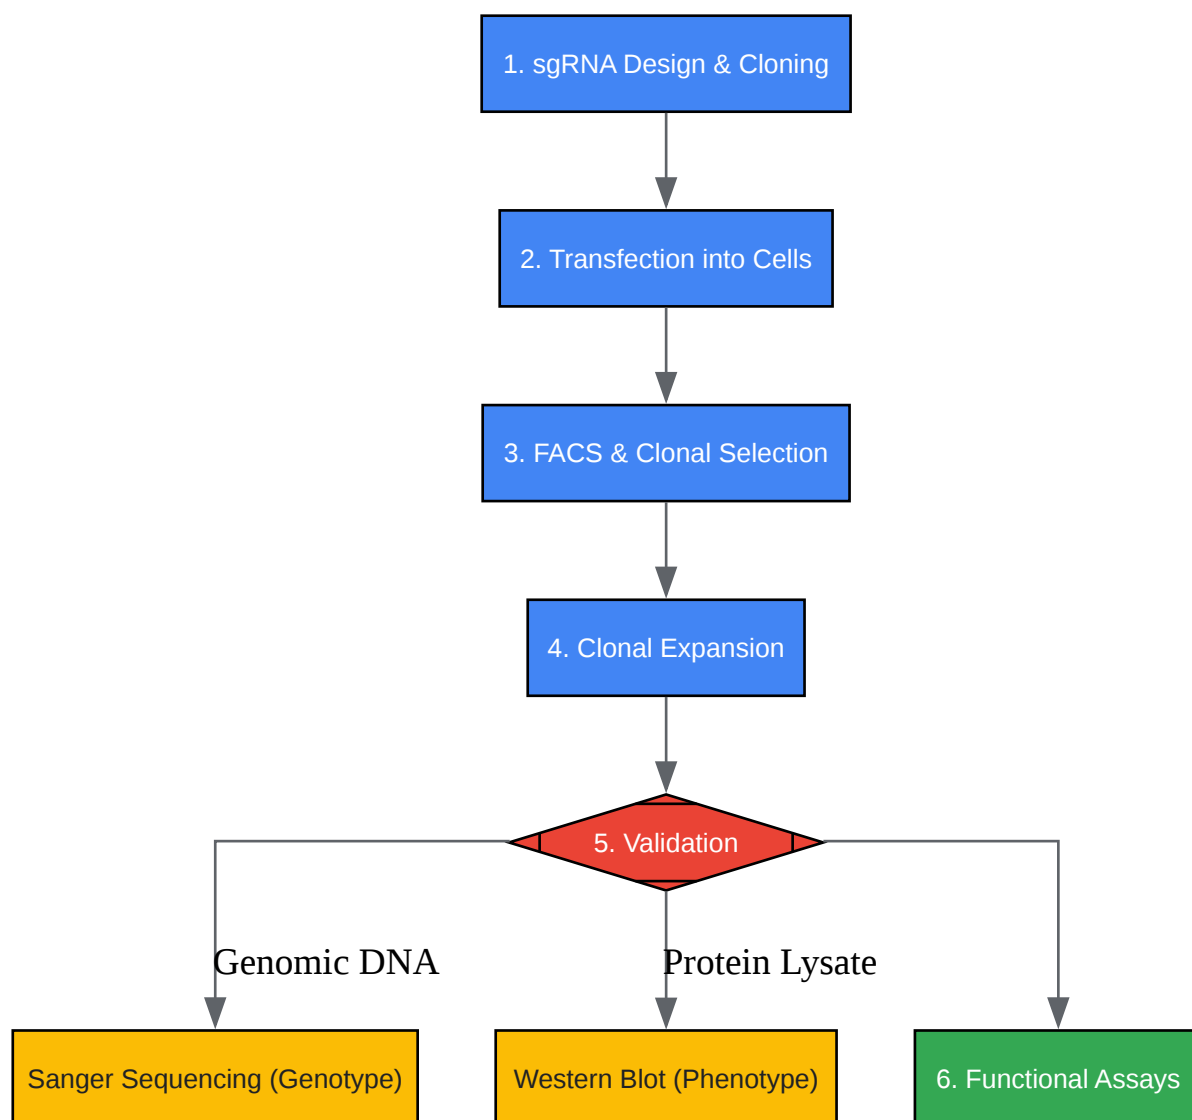 1. sgRNA Design & Cloning
2. Transfection into Cells
3. FACS & Clonal Selection
4. Clonal Expansion
5. Validation
Genomic DNA
Protein Lysate
Sanger Sequencing (Genotype)
Western Blot (Phenotype)
6. Functional Assays